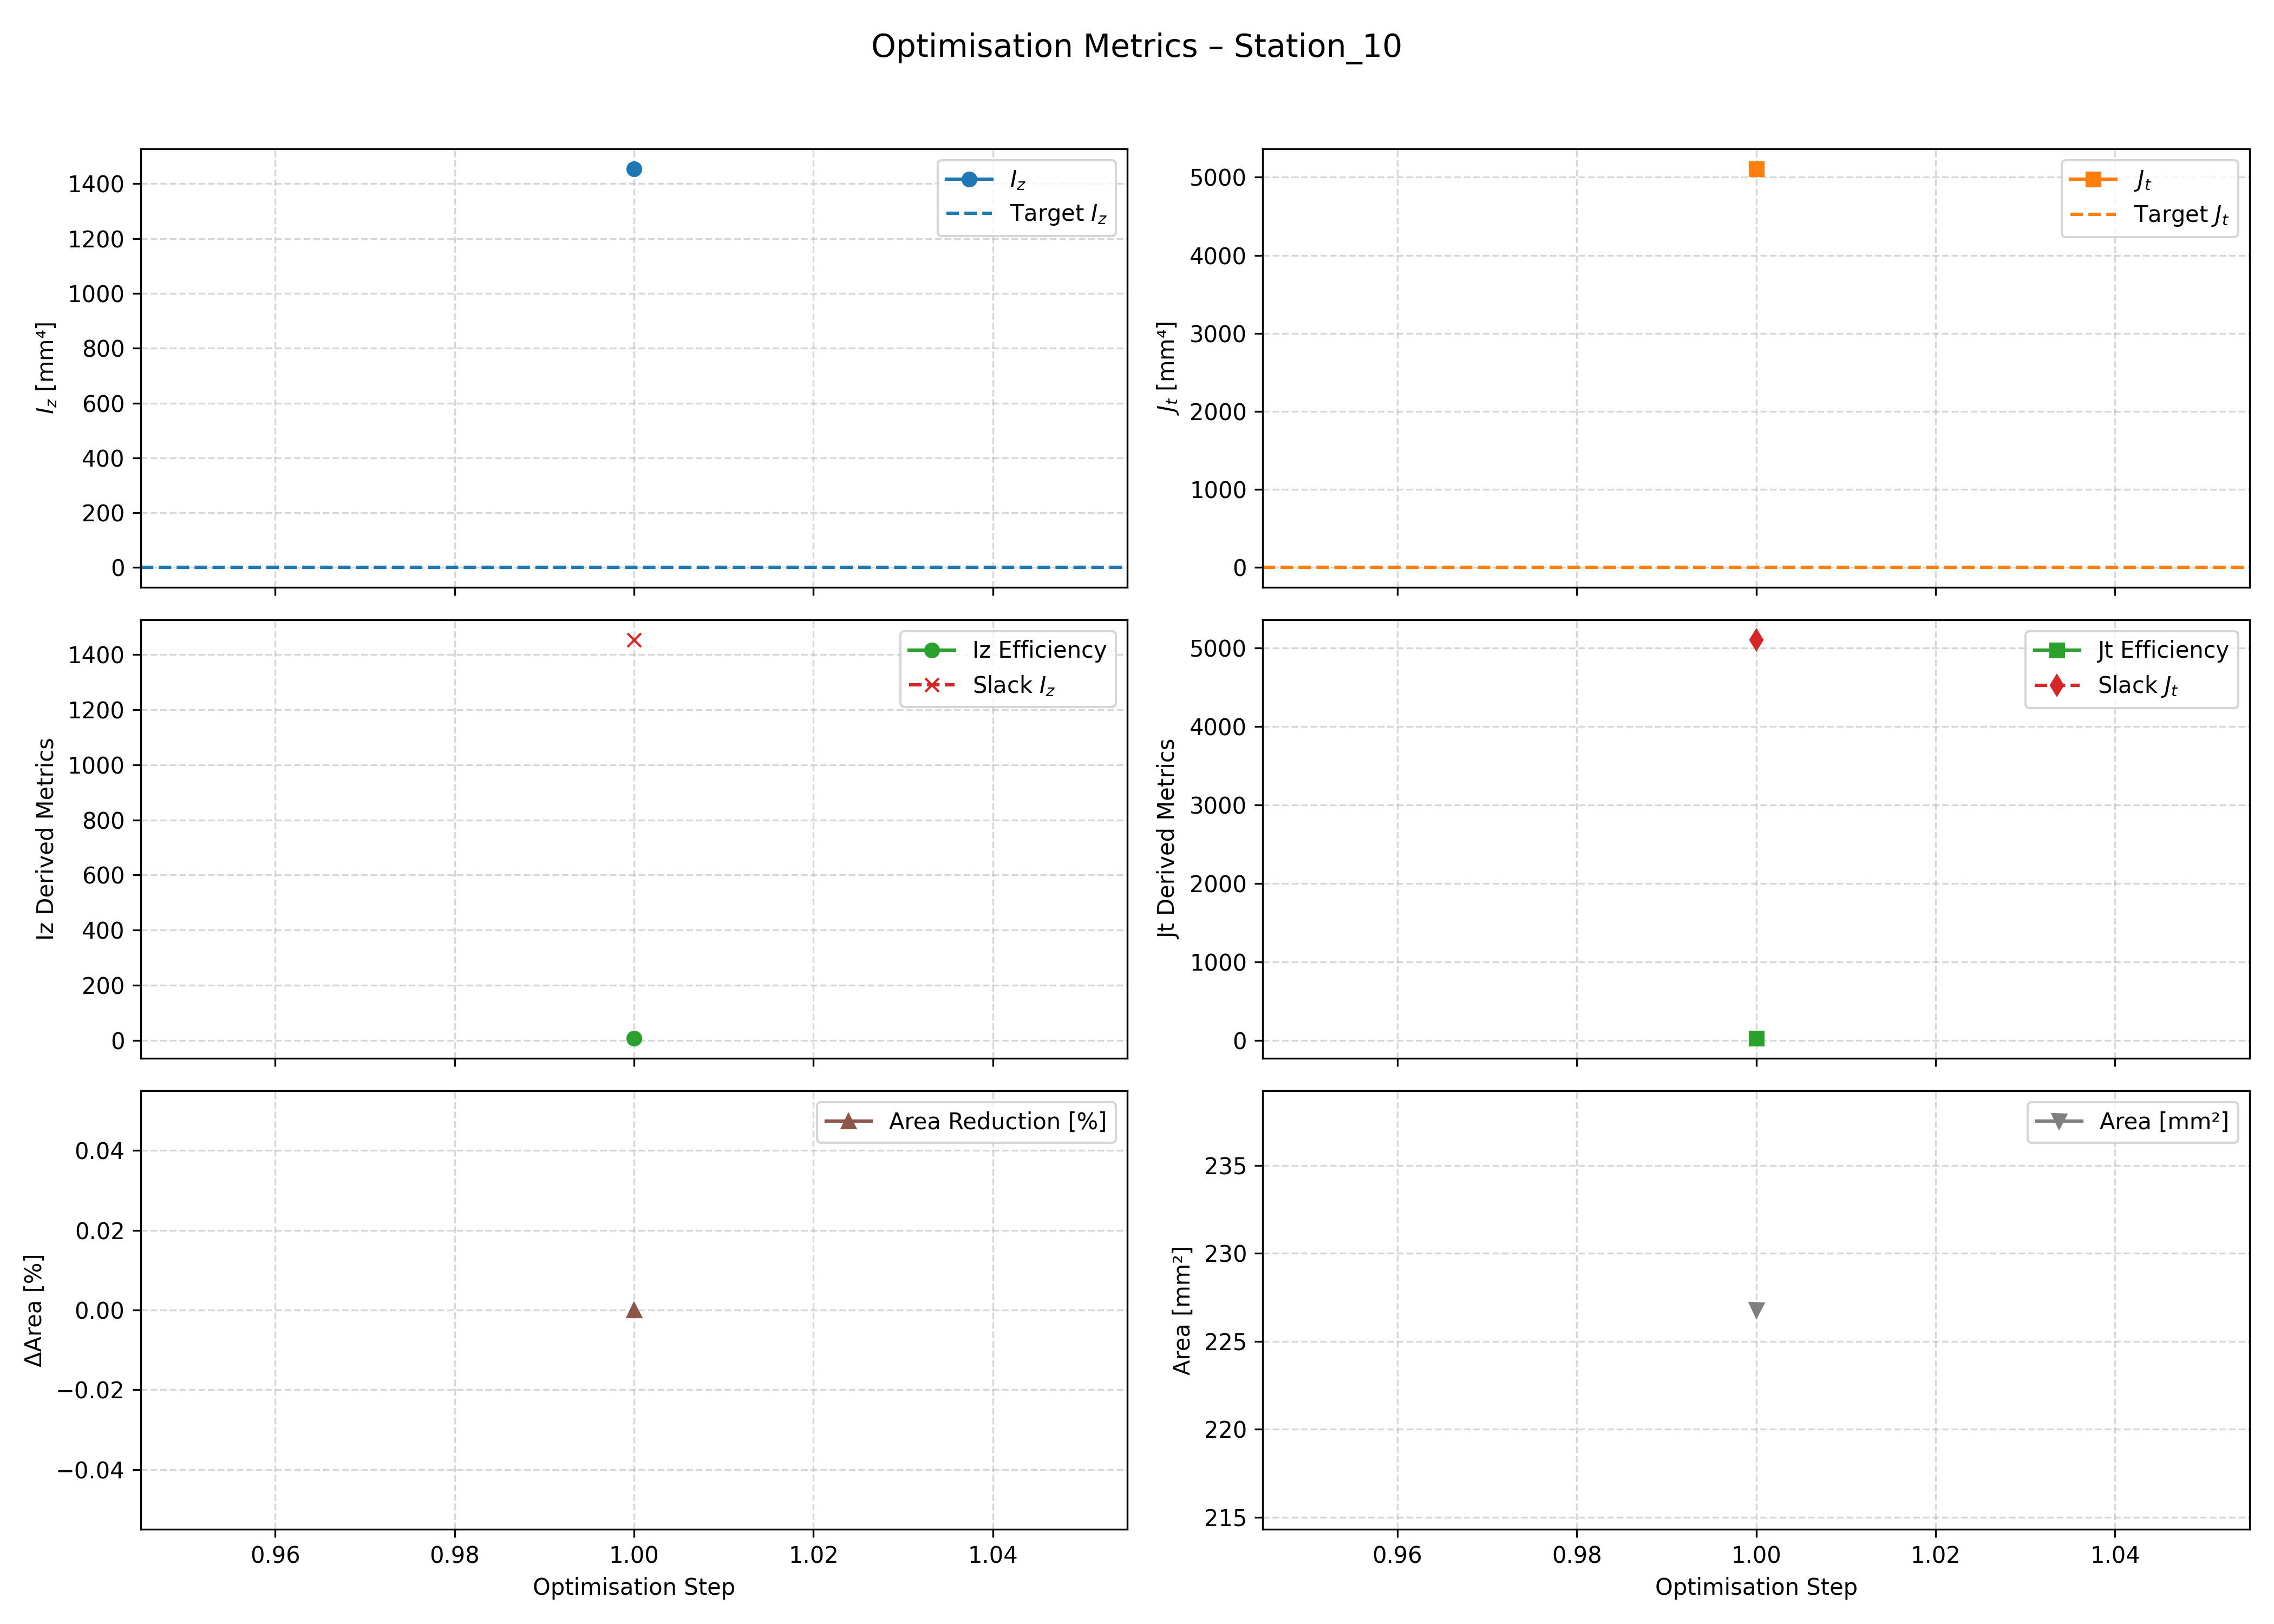 Optimisation Metrics – Station_10
I_z [mm⁴]
1400
1200
1000
800
600
400
200
0
I_z
Target I_z
J_t [mm⁴]
5000
4000
3000
2000
1000
0
J_t
Target J_t
Iz Derived Metrics
1400
1200
1000
800
600
400
200
0
Iz Efficiency
Slack I_z
Jt Derived Metrics
5000
4000
3000
2000
1000
0
Jt Efficiency
Slack J_t
ΔArea [%]
0.04
0.02
0.00
−0.02
−0.04
Area Reduction [%]
0.96 0.98 1.00 1.02 1.04
Optimisation Step
Area [mm²]
235
230
225
220
215
Area [mm²]
0.96 0.98 1.00 1.02 1.04
Optimisation Step